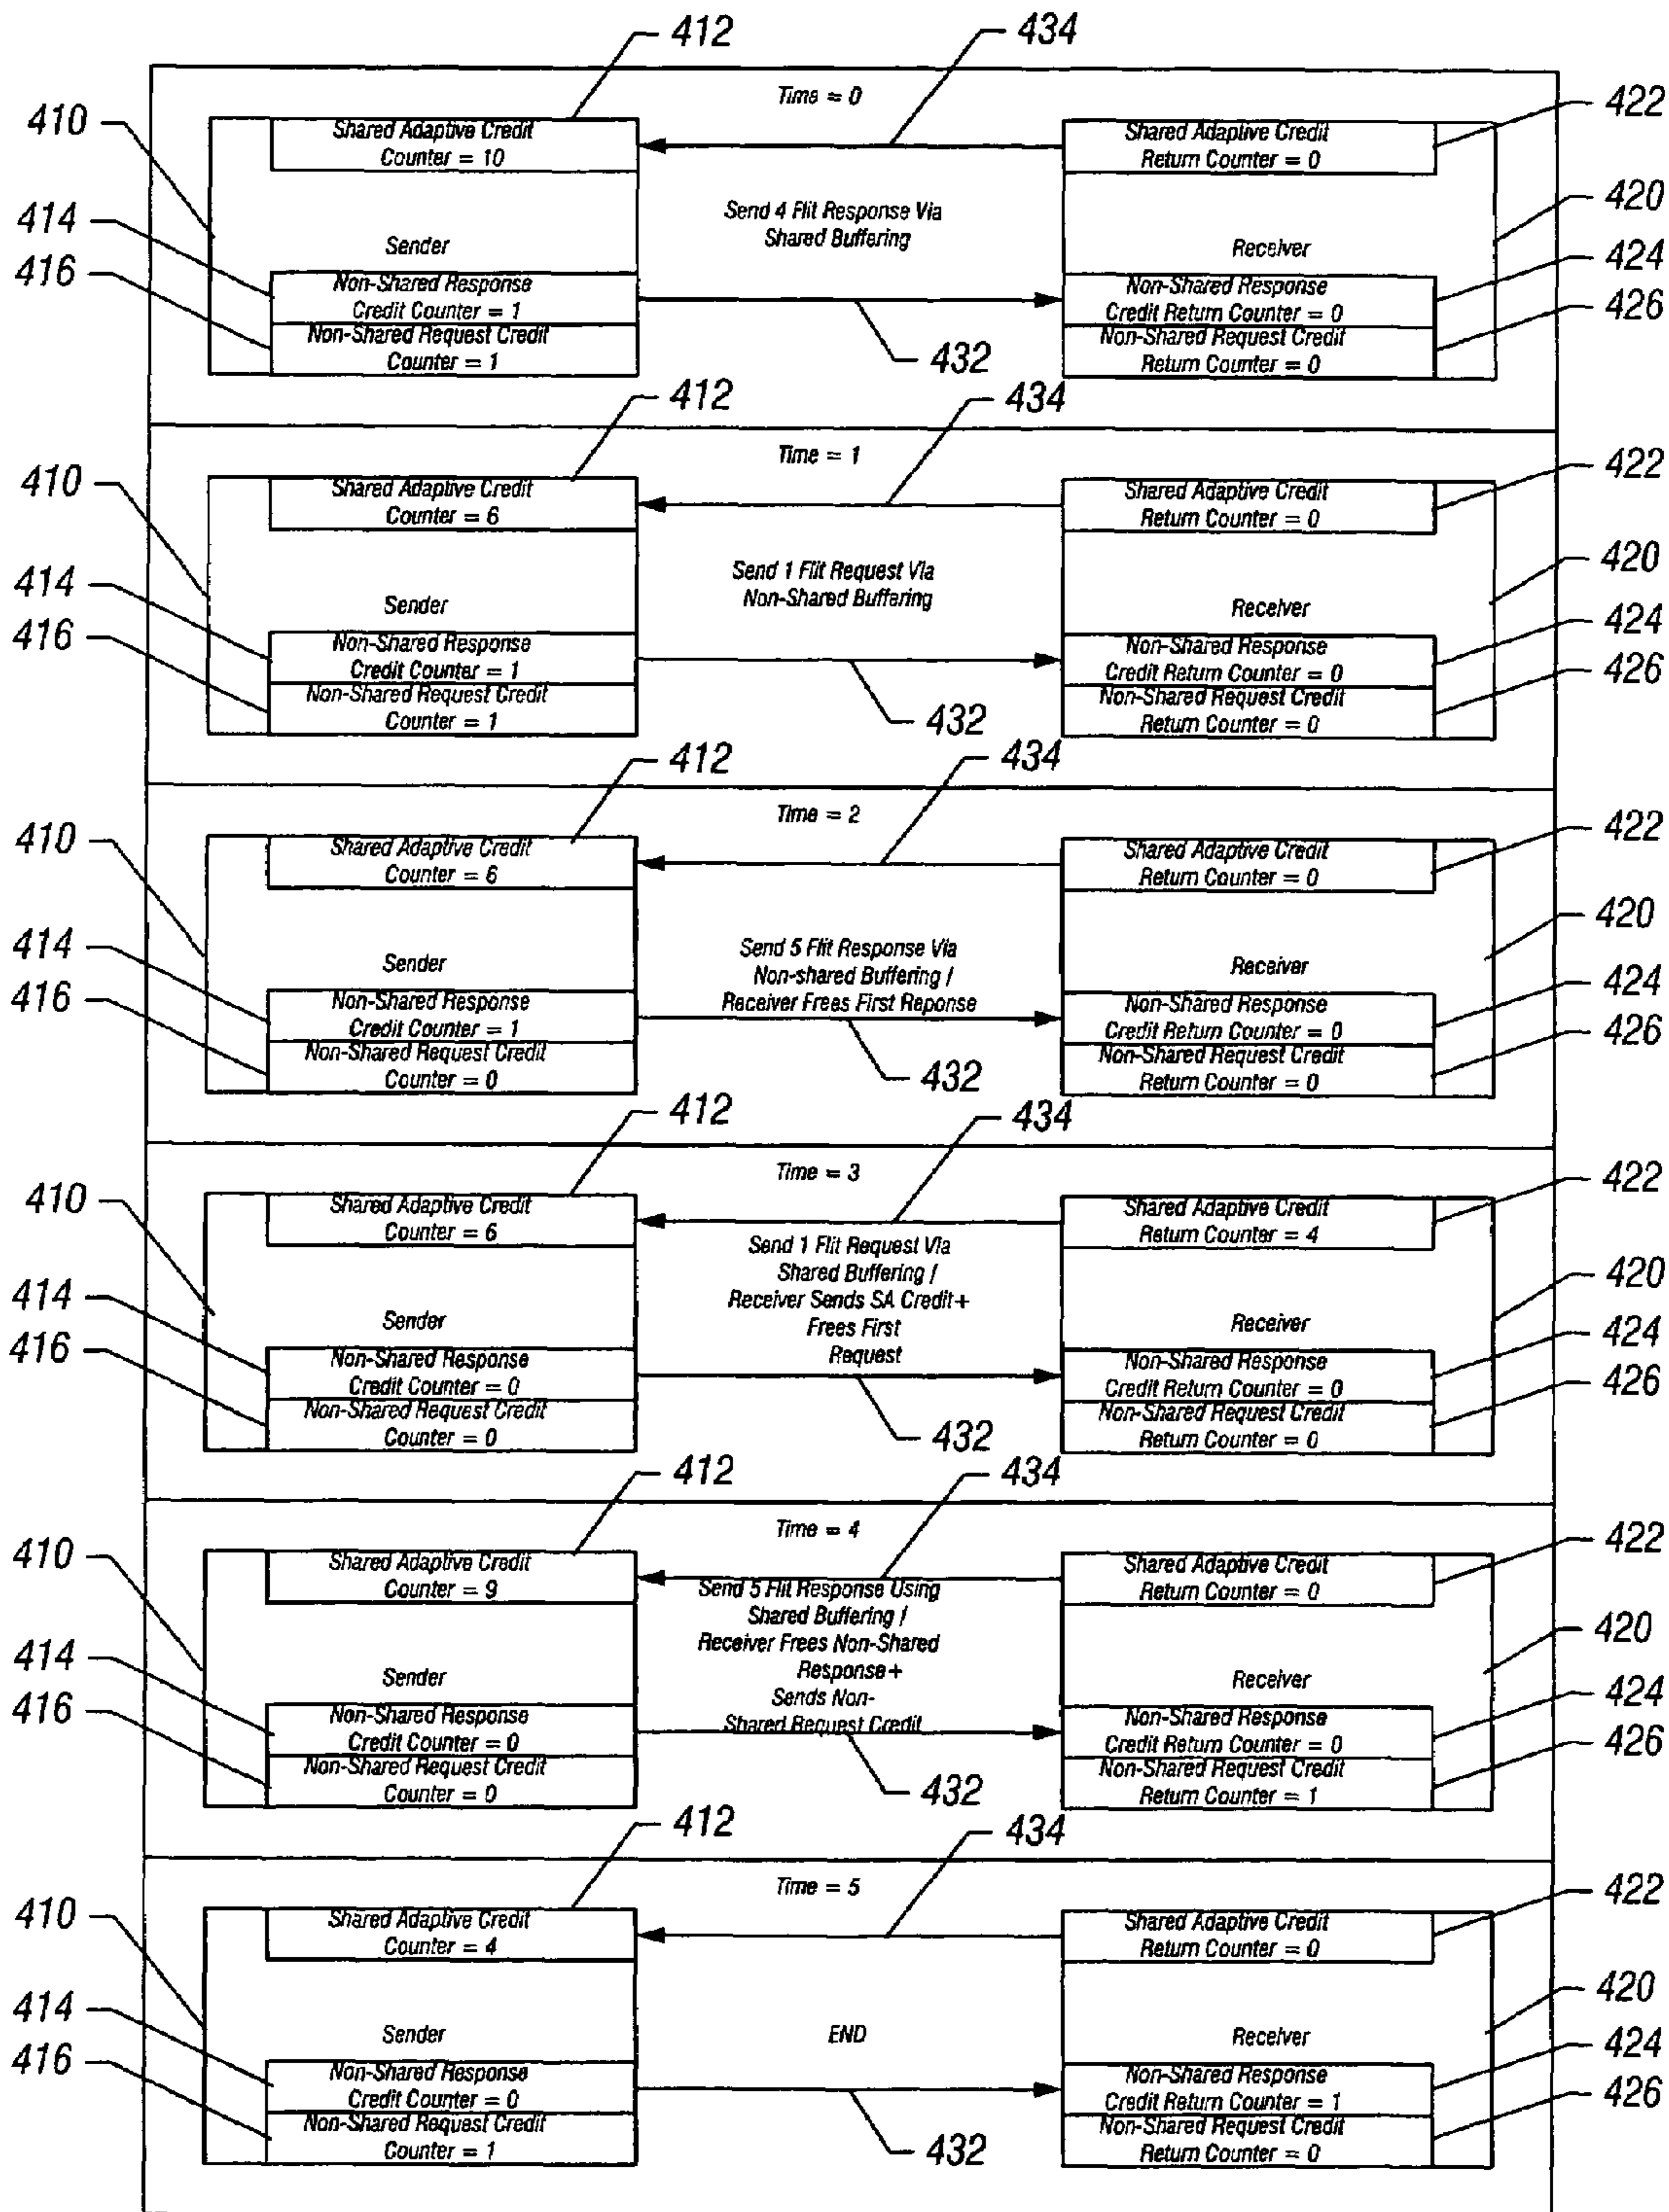 412
434
Time = 0
410
Shared Adaptive Credit
Counter = 10
Shared Adaptive Credit
Return Counter = 0
422
414
Send 4 Flit Response Via
Shared Buffering
420
Sender
Receiver
416
Non-Shared Response
Credit Counter = 1
Non-Shared Response
Credit Return Counter = 0
424
Non-Shared Request Credit
Counter = 1
Non-Shared Request Credit
Return Counter = 0
426
432
412
434
Time = 1
410
Shared Adaptive Credit
Counter = 6
Shared Adaptive Credit
Return Counter = 0
422
414
Send 1 Flit Request Via
Non-Shared Buffering
420
Sender
Receiver
416
Non-Shared Response
Credit Counter = 1
Non-Shared Response
Credit Return Counter = 0
424
Non-Shared Request Credit
Counter = 1
Non-Shared Request Credit
Return Counter = 0
426
432
412
434
Time = 2
410
Shared Adaptive Credit
Counter = 6
Shared Adaptive Credit
Return Counter = 0
422
414
Send 5 Flit Response Via
Non-shared Buffering /
Receiver Frees First Reponse
420
Sender
Receiver
416
Non-Shared Response
Credit Counter = 1
Non-Shared Response
Credit Return Counter = 0
424
Non-Shared Request Credit
Counter = 0
Non-Shared Request Credit
Return Counter = 0
426
432
412
434
Time = 3
410
Shared Adaptive Credit
Counter = 6
Shared Adaptive Credit
Return Counter = 4
422
414
Send 1 Flit Request Via
Shared Buffering /
Receiver Sends SA Credit+
Frees First
Request
420
Sender
Receiver
416
Non-Shared Response
Credit Counter = 0
Non-Shared Response
Credit Return Counter = 0
424
Non-Shared Request Credit
Counter = 0
Non-Shared Request Credit
Return Counter = 0
426
432
412
434
Time = 4
410
Shared Adaptive Credit
Counter = 9
Shared Adaptive Credit
Return Counter = 0
422
414
Send 5 Flit Response Using
Shared Buffering /
Receiver Frees Non-Shared
Response+
Sends Non-
Shared Request Credit
420
Sender
Receiver
416
Non-Shared Response
Credit Counter = 0
Non-Shared Response
Credit Return Counter = 0
424
Non-Shared Request Credit
Counter = 0
Non-Shared Request Credit
Return Counter = 1
426
432
412
434
Time = 5
410
Shared Adaptive Credit
Counter = 4
Shared Adaptive Credit
Return Counter = 0
422
414
420
Sender
END
Receiver
416
Non-Shared Response
Credit Counter = 0
Non-Shared Response
Credit Return Counter = 1
424
Non-Shared Request Credit
Counter = 1
Non-Shared Request Credit
Return Counter = 0
426
432